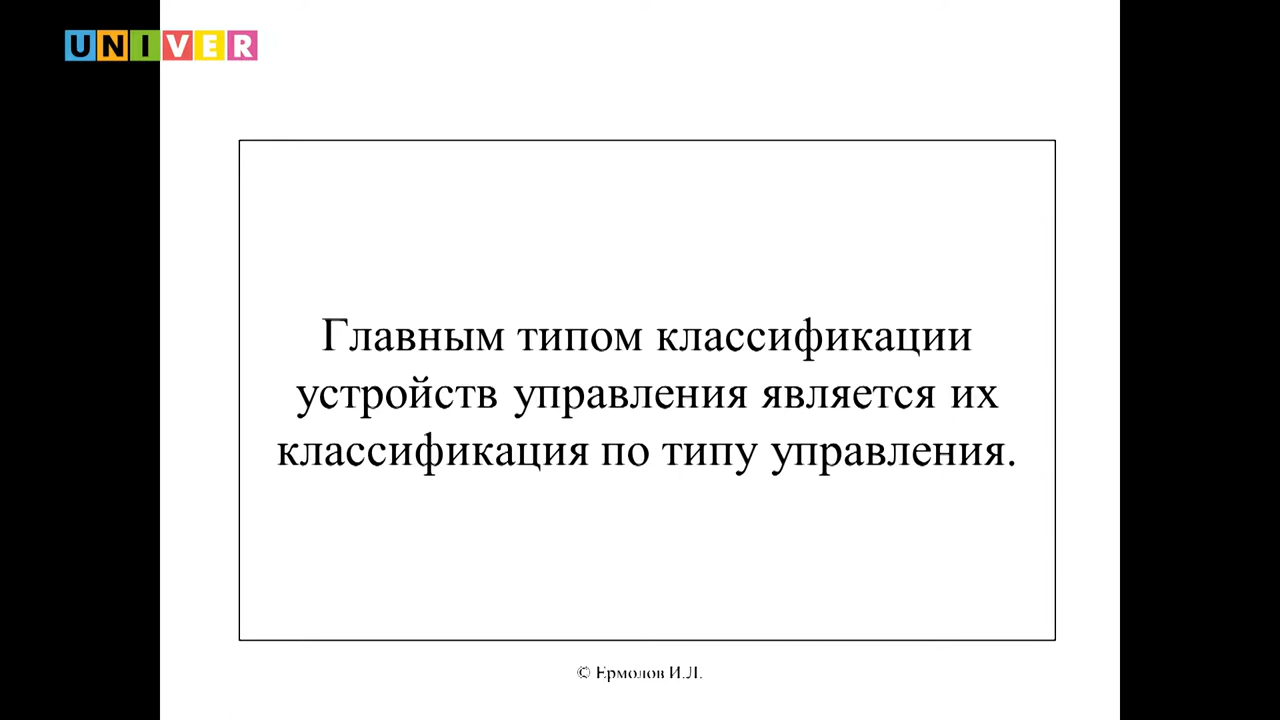 UNIVER
Главным типом классификации
устройств управления является их
классификация по типу управления.
© Ермолов И.Л.